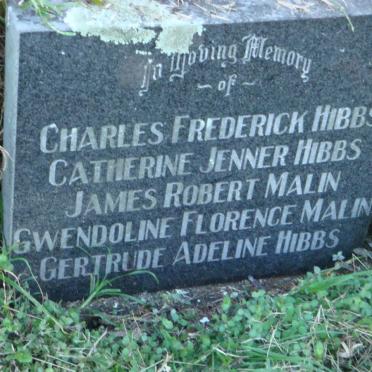 In Loving Memory
~ of ~
CHARLES FREDERICK HIBBS
CATHERINE JENNER HIBBS
JAMES ROBERT MALIN
GWENDOLINE FLORENCE MALIN
GERTRUDE ADELINE HIBBS